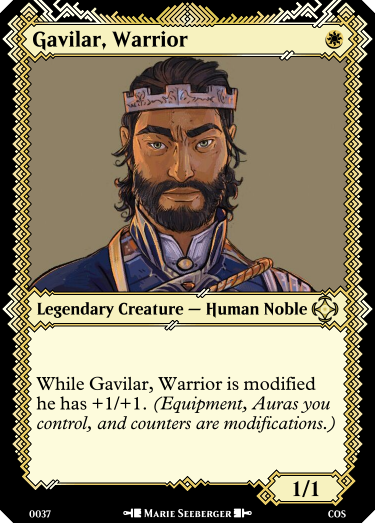 Gavilar, Warrior
Legendary Creature — Human Noble
While Gavilar, Warrior is modified
he has +1/+1. (Equipment, Auras you
control, and counters are modifications.)
1/1
0037
Marie Seeberger
COS